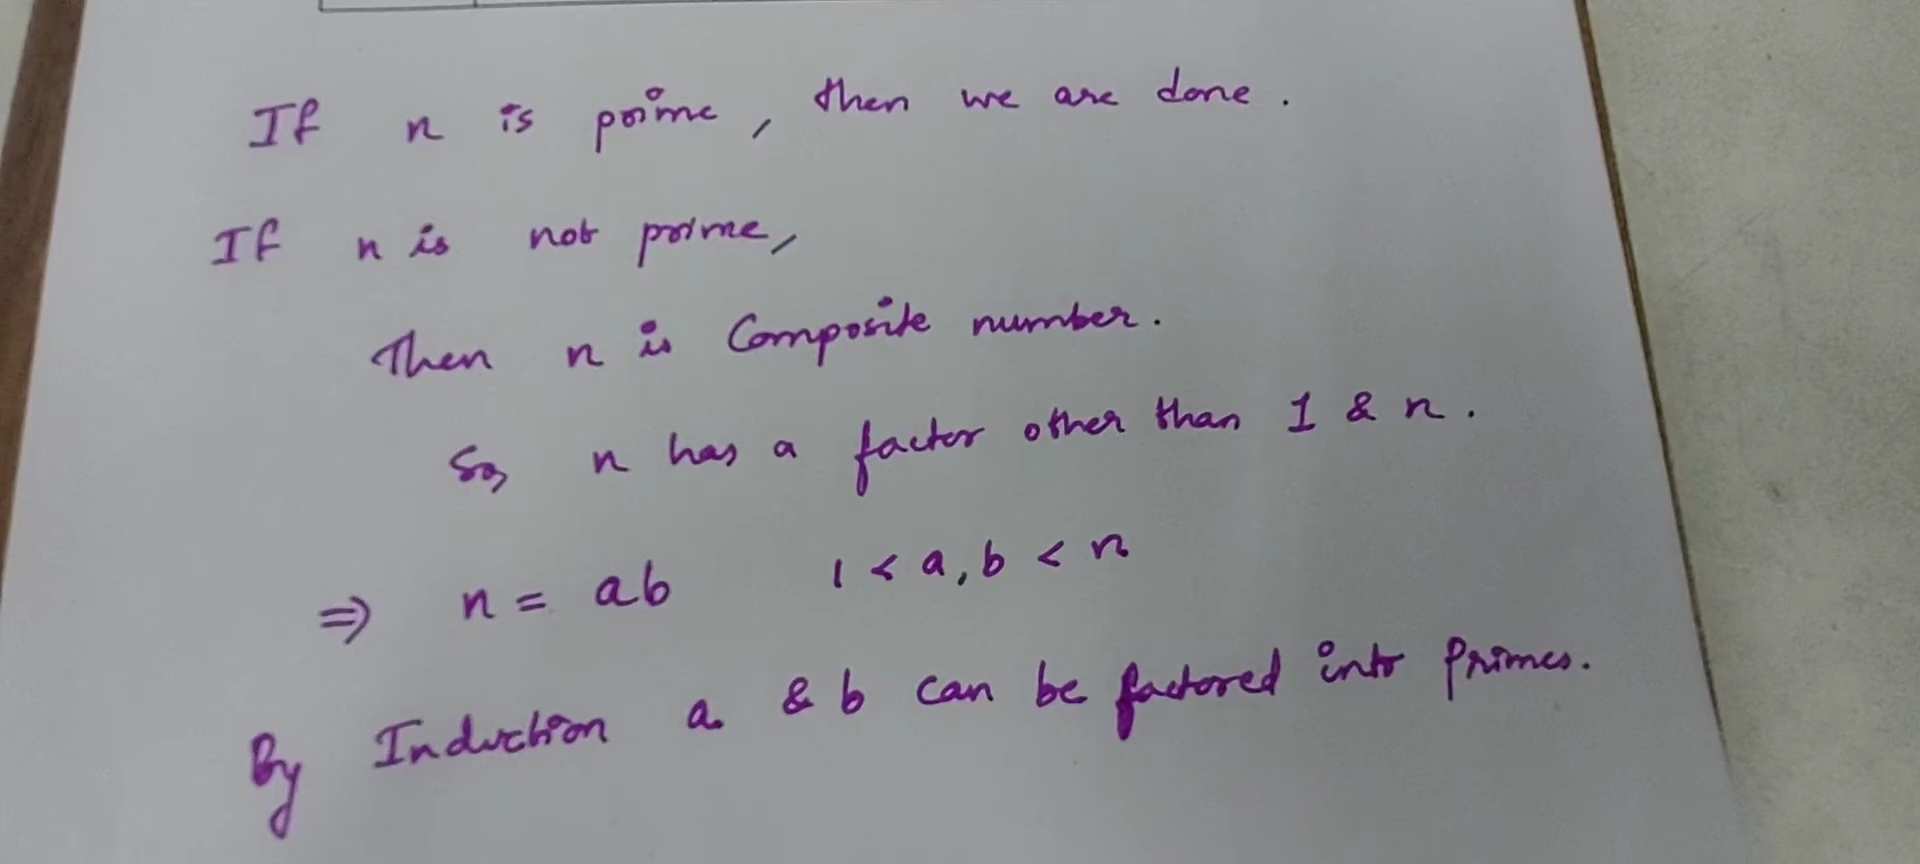 If n is prime, then we are done.
If n is not prime,
Then n is Composite number.
So, n has a factor other than 1 & n.
⇒ n = ab 1 < a, b < n
By Induction a & b can be factored into Primes.